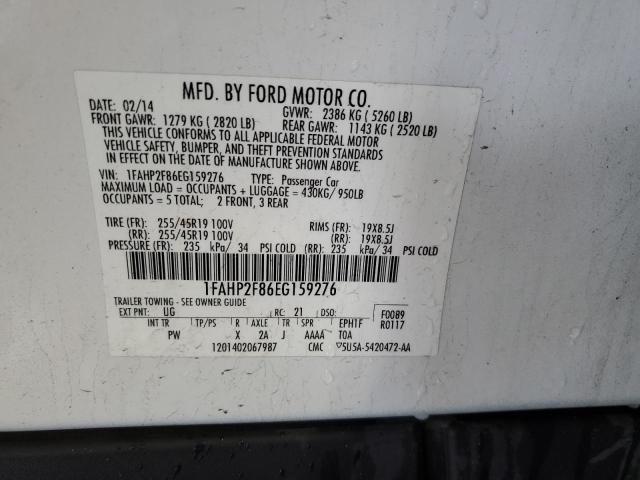 MFD. BY FORD MOTOR CO.
DATE: 02/14 GVWR: 2386 KG ( 5260 LB)
FRONT GAWR: 1279 KG ( 2820 LB) REAR GAWR: 1143 KG ( 2520 LB)
THIS VEHICLE CONFORMS TO ALL APPLICABLE FEDERAL MOTOR
VEHICLE SAFETY, BUMPER, AND THEFT PREVENTION STANDARDS
IN EFFECT ON THE DATE OF MANUFACTURE SHOWN ABOVE.
VIN: 1FAHP2F86EG159276 TYPE: Passenger Car
MAXIMUM LOAD = OCCUPANTS + LUGGAGE = 430KG/ 950LB
OCCUPANTS = 5 TOTAL; 2 FRONT, 3 REAR
TIRE (FR): 255/45R19 100V RIMS (FR): 19X8.5J
(RR): 255/45R19 100V (RR): 19X8.5J
PRESSURE (FR): 235 kPa/ 34 PSI COLD (RR): 235 kPa/ 34 PSI COLD
1FAHP2F86EG159276
TRAILER TOWING - SEE OWNER GUIDE
EXT PNT: UG RC: 21 DSO: F0089
R0117
INT TR TP/PS R AXLE TR SPR EPH1F
PW X 2A J AAAA T0A
1201402067987 CMC ▽5U5A-5420472-AA